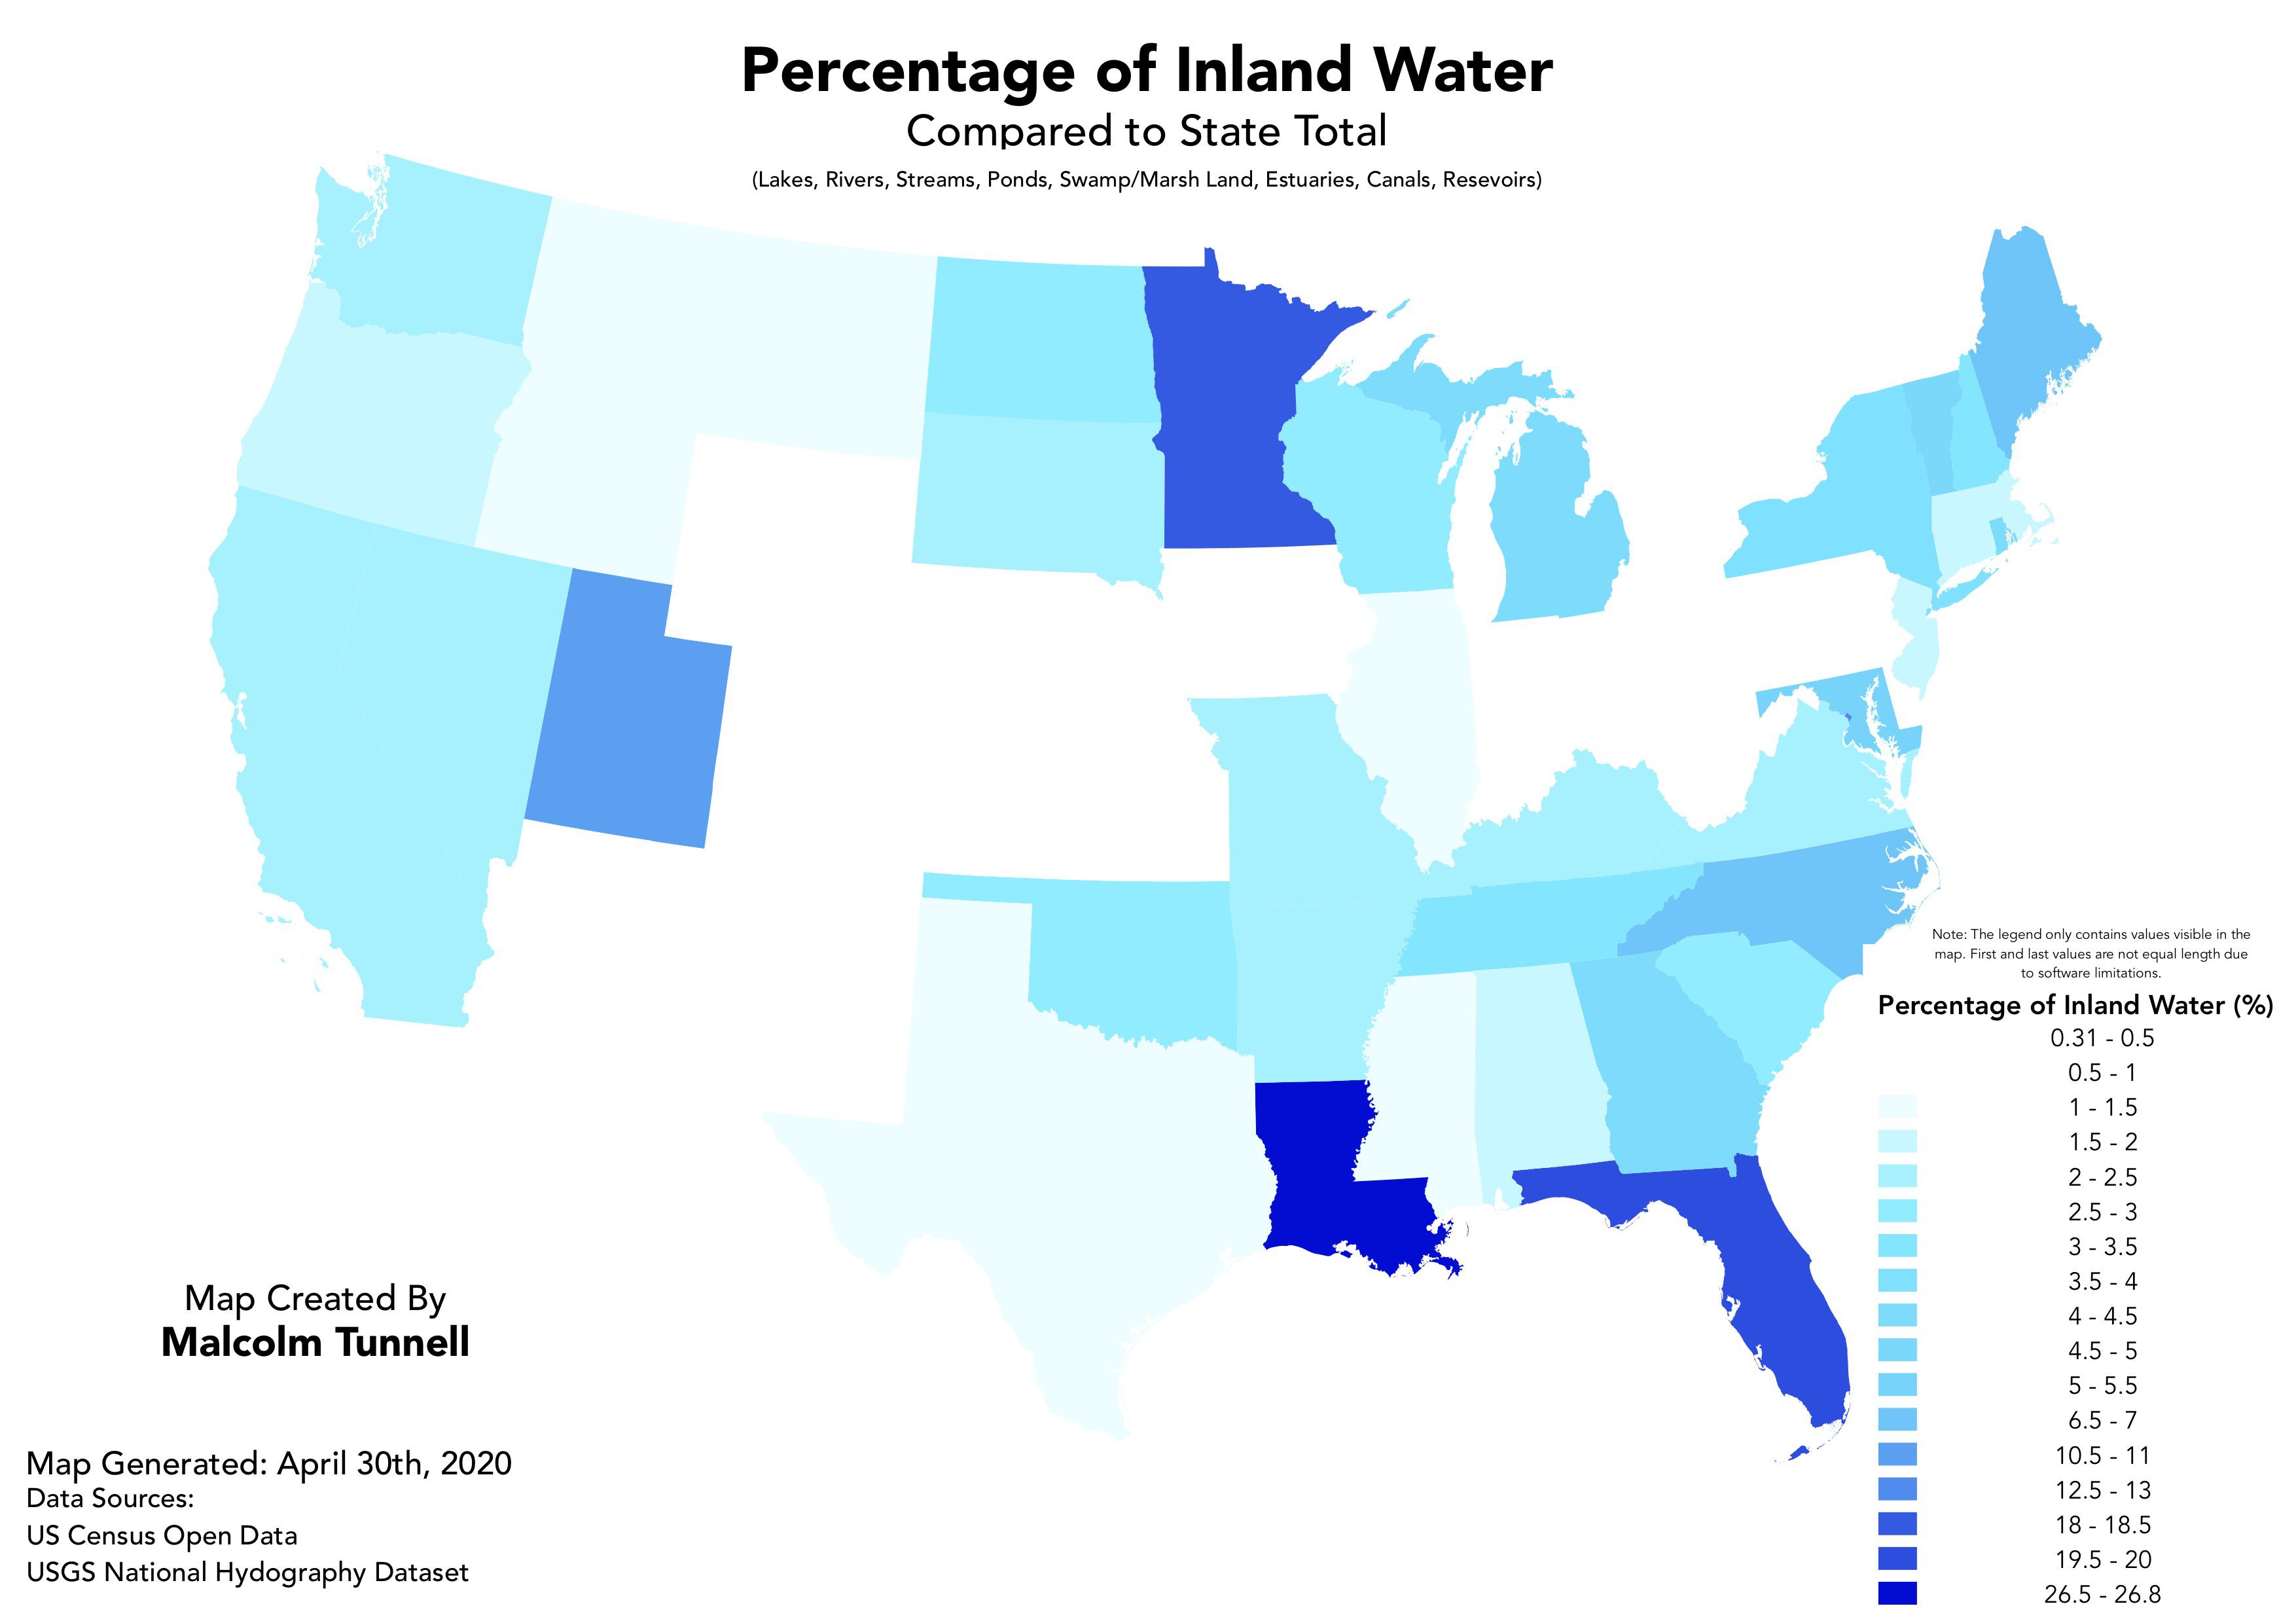 Percentage of Inland Water
Compared to State Total
(Lakes, Rivers, Streams, Ponds, Swamp/Marsh Land, Estuaries, Canals, Resevoirs)
Note: The legend only contains values visible in the
map. First and last values are not equal length due
to software limitations.
Percentage of Inland Water (%)
0.31 - 0.5
0.5 - 1
1 - 1.5
1.5 - 2
2 - 2.5
2.5 - 3
3 - 3.5
3.5 - 4
4 - 4.5
4.5 - 5
5 - 5.5
6.5 - 7
10.5 - 11
12.5 - 13
18 - 18.5
19.5 - 20
26.5 - 26.8
Map Created By
Malcolm Tunnell
Map Generated: April 30th, 2020
Data Sources:
US Census Open Data
USGS National Hydography Dataset